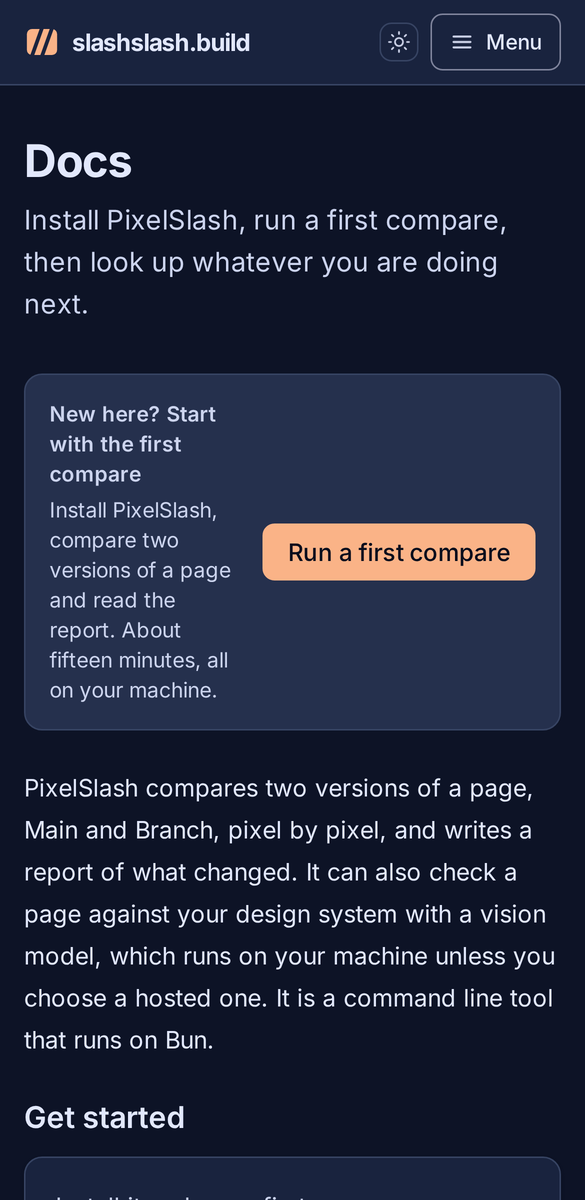 slashslash.build
Menu
Docs
Install PixelSlash, run a first compare,
then look up whatever you are doing
next.
New here? Start
with the first
compare
Install PixelSlash,
compare two
versions of a page
and read the
report. About
fifteen minutes, all
on your machine.
Run a first compare
PixelSlash compares two versions of a page,
Main and Branch, pixel by pixel, and writes a
report of what changed. It can also check a
page against your design system with a vision
model, which runs on your machine unless you
choose a hosted one. It is a command line tool
that runs on Bun.
Get started